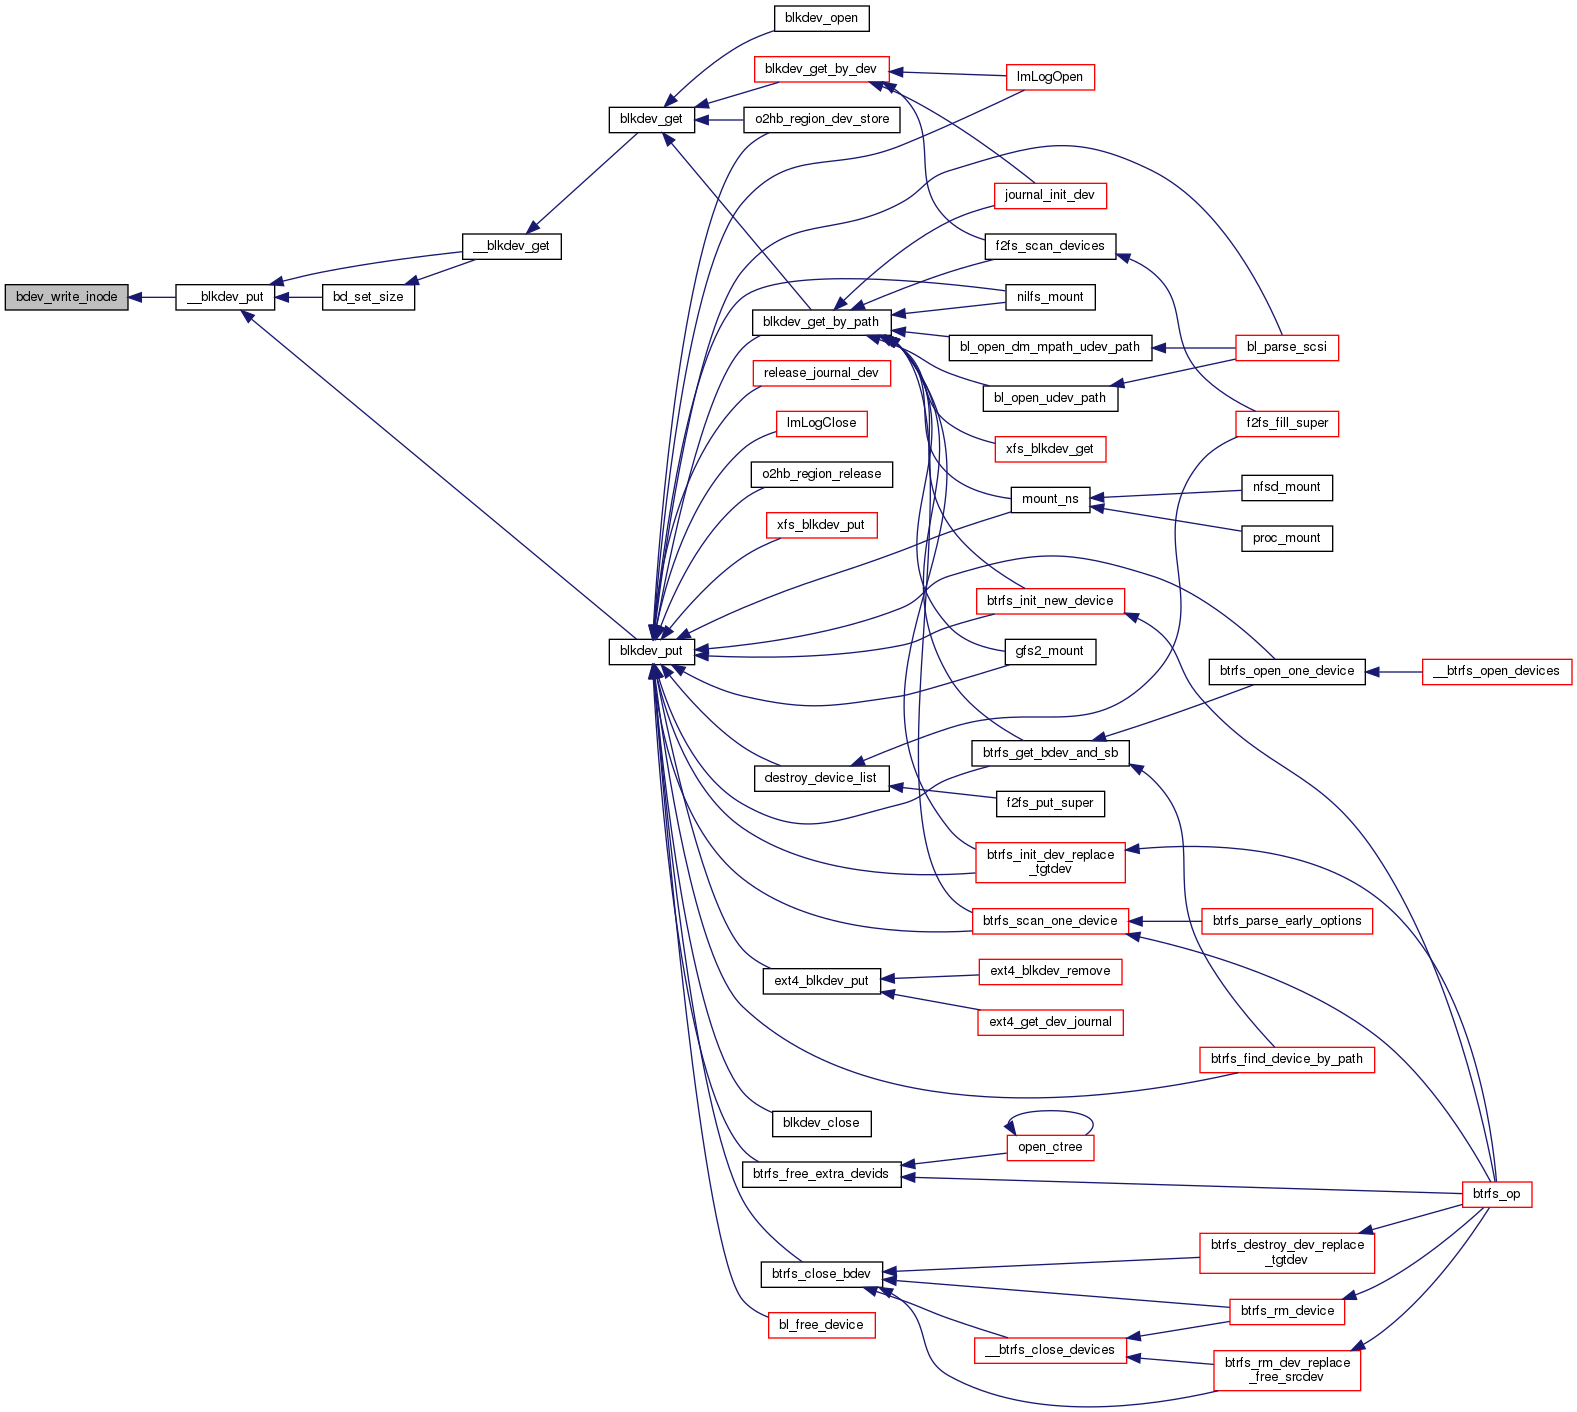 blkdev_open
blkdev_get_by_dev
lmLogOpen
blkdev_get
o2hb_region_dev_store
journal_init_dev
__blkdev_get
f2fs_scan_devices
bdev_write_inode
__blkdev_put
bd_set_size
nilfs_mount
blkdev_get_by_path
bl_open_dm_mpath_udev_path
bl_parse_scsi
release_journal_dev
bl_open_udev_path
lmLogClose
f2fs_fill_super
xfs_blkdev_get
o2hb_region_release
mount_ns
nfsd_mount
xfs_blkdev_put
proc_mount
btrfs_init_new_device
blkdev_put
gfs2_mount
btrfs_open_one_device
__btrfs_open_devices
btrfs_get_bdev_and_sb
destroy_device_list
f2fs_put_super
btrfs_init_dev_replace
_tgtdev
btrfs_scan_one_device
btrfs_parse_early_options
ext4_blkdev_put
ext4_blkdev_remove
ext4_get_dev_journal
btrfs_find_device_by_path
blkdev_close
open_ctree
btrfs_free_extra_devids
btrfs_op
btrfs_destroy_dev_replace
_tgtdev
btrfs_close_bdev
btrfs_rm_device
bl_free_device
__btrfs_close_devices
btrfs_rm_dev_replace
_free_srcdev